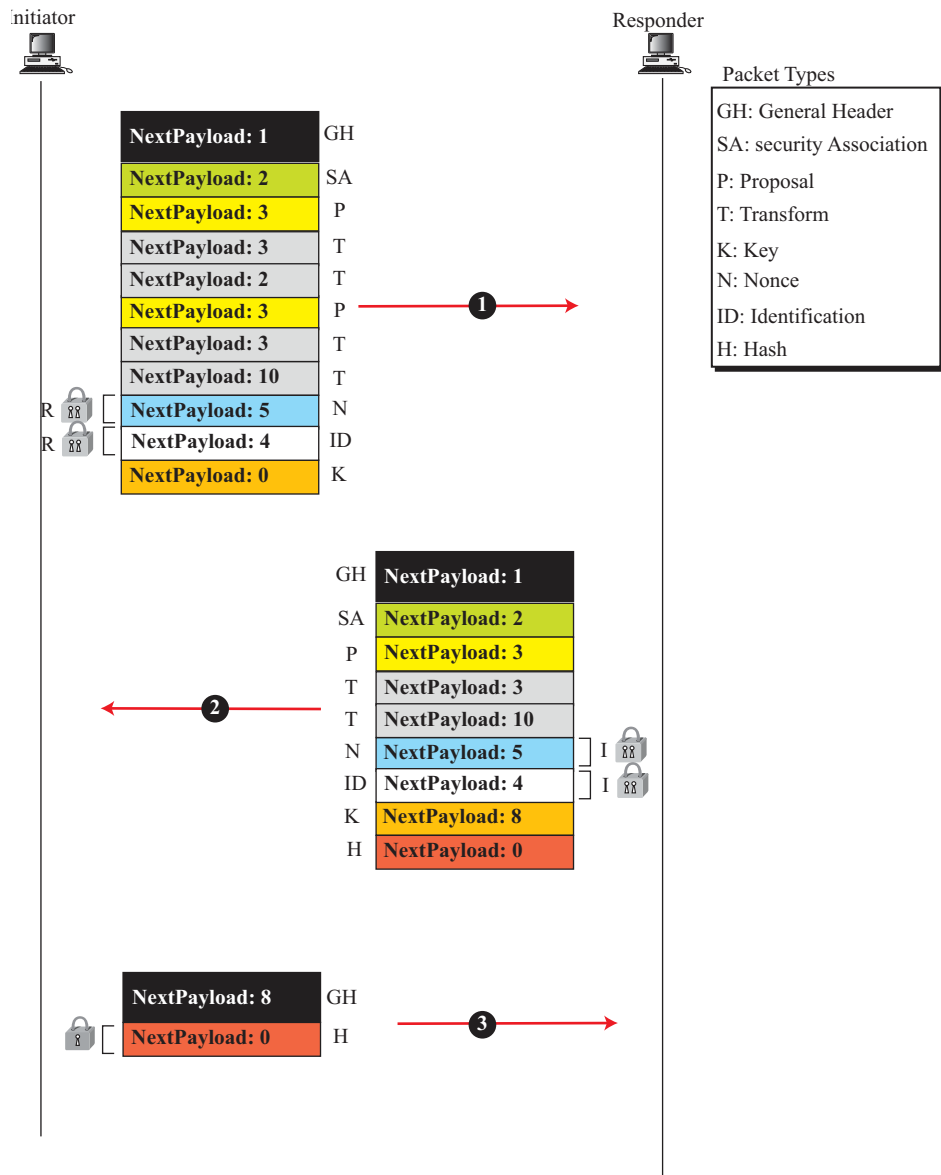 Initiator
Responder
Packet Types
GH: General Header
SA: security Association
P: Proposal
T: Transform
K: Key
N: Nonce
ID: Identification
H: Hash
NextPayload: 1 GH
NextPayload: 2 SA
NextPayload: 3 P
NextPayload: 3 T
NextPayload: 2 T
NextPayload: 3 P
1
NextPayload: 3 T
NextPayload: 10 T
R NextPayload: 5 N
R NextPayload: 4 ID
NextPayload: 0 K
GH NextPayload: 1
SA NextPayload: 2
P NextPayload: 3
T NextPayload: 3
2
T NextPayload: 10
N NextPayload: 5 I
ID NextPayload: 4 I
K NextPayload: 8
H NextPayload: 0
NextPayload: 8 GH
3
NextPayload: 0 H